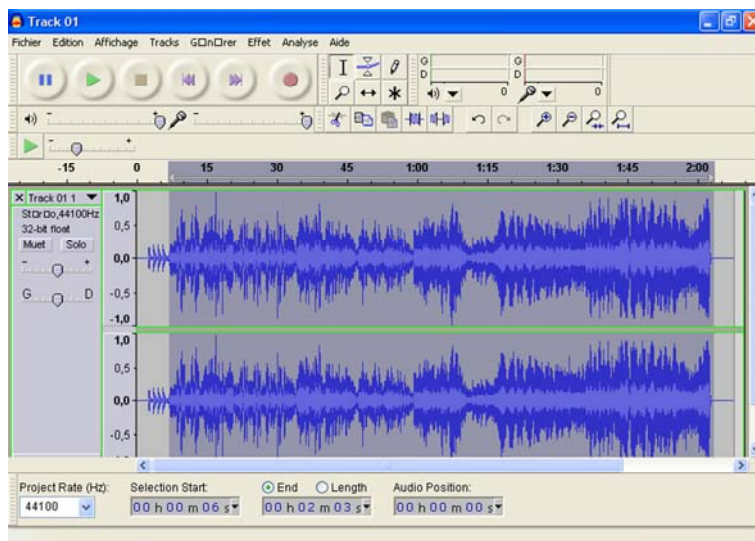 Track 01
Fichier Edition Affichage Tracks G□n□rer Effet Analyse Aide
G
D
0
G
D
0
-15 0 15 30 45 1:00 1:15 1:30 1:45 2:00
Track 01 1
St□r□o,44100Hz
32-bit float
Muet Solo
- +
G D
1,0
0,5
0,0
-0,5
-1,0
1,0
0,5
0,0
-0,5
Project Rate (Hz): Selection Start: End Length Audio Position:
44100 00 h 00 m 06 s 00 h 02 m 03 s 00 h 00 m 00 s